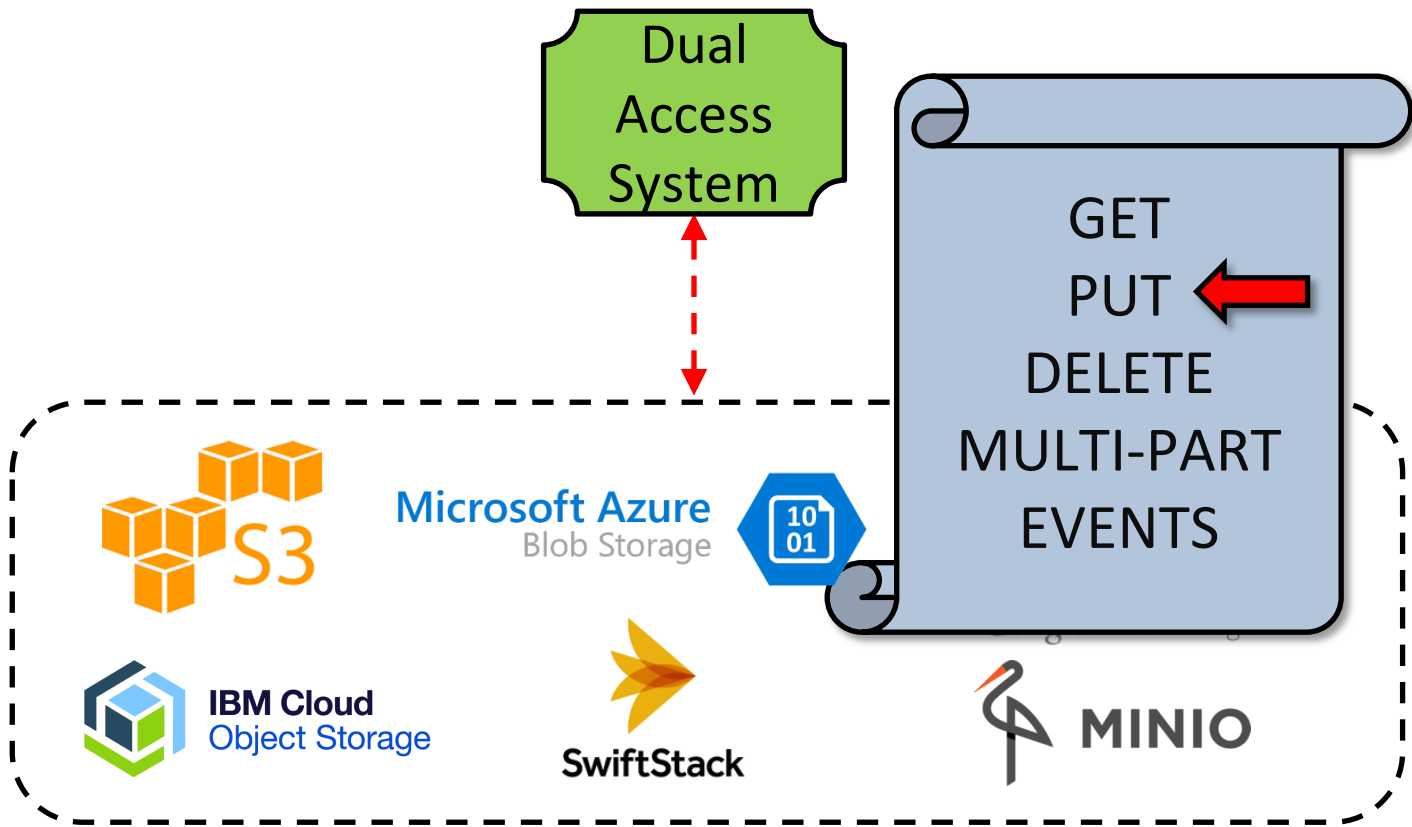 Dual
Access
System
GET
PUT
DELETE
MULTI-PART
EVENTS
S3
Microsoft Azure
Blob Storage
10
01
IBM Cloud
Object Storage
SwiftStack
MINIO